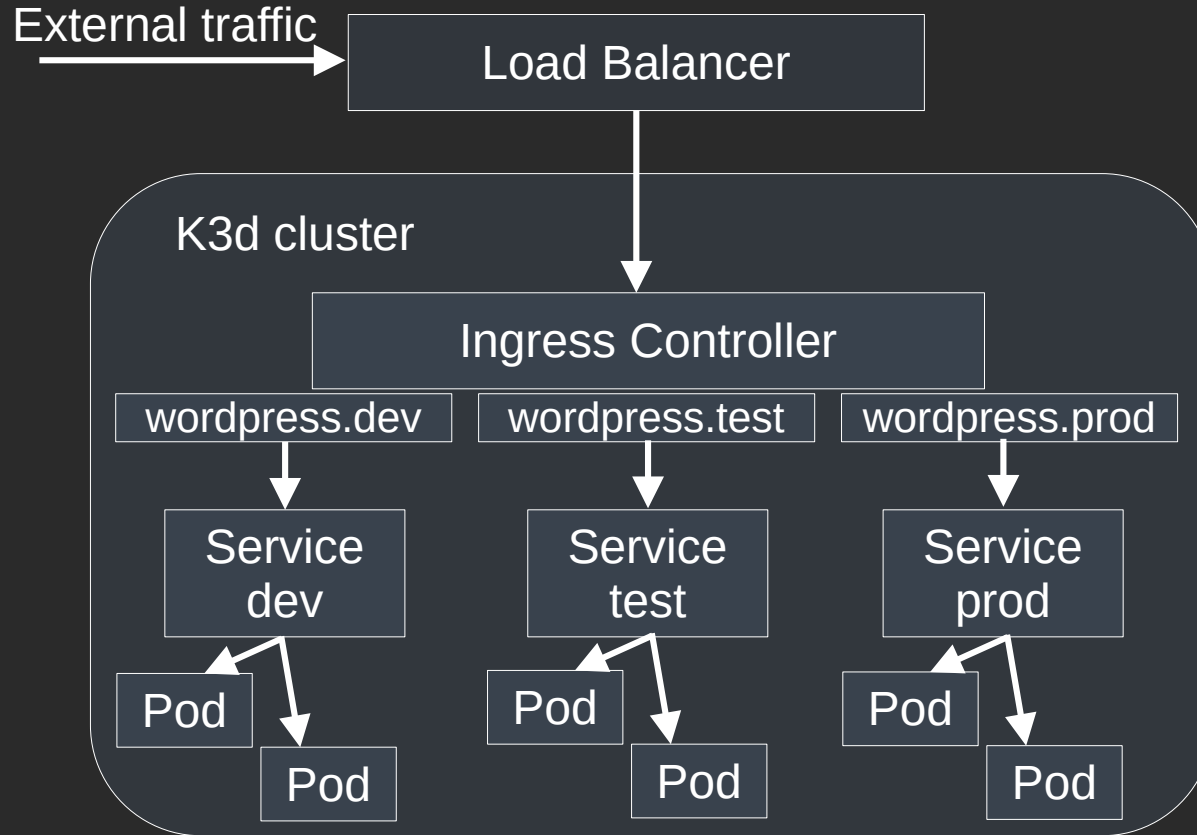 External traffic
Load Balancer
K3d cluster
Ingress Controller
wordpress.dev
wordpress.test
wordpress.prod
Service
dev
Service
test
Service
prod
Pod
Pod
Pod
Pod
Pod
Pod